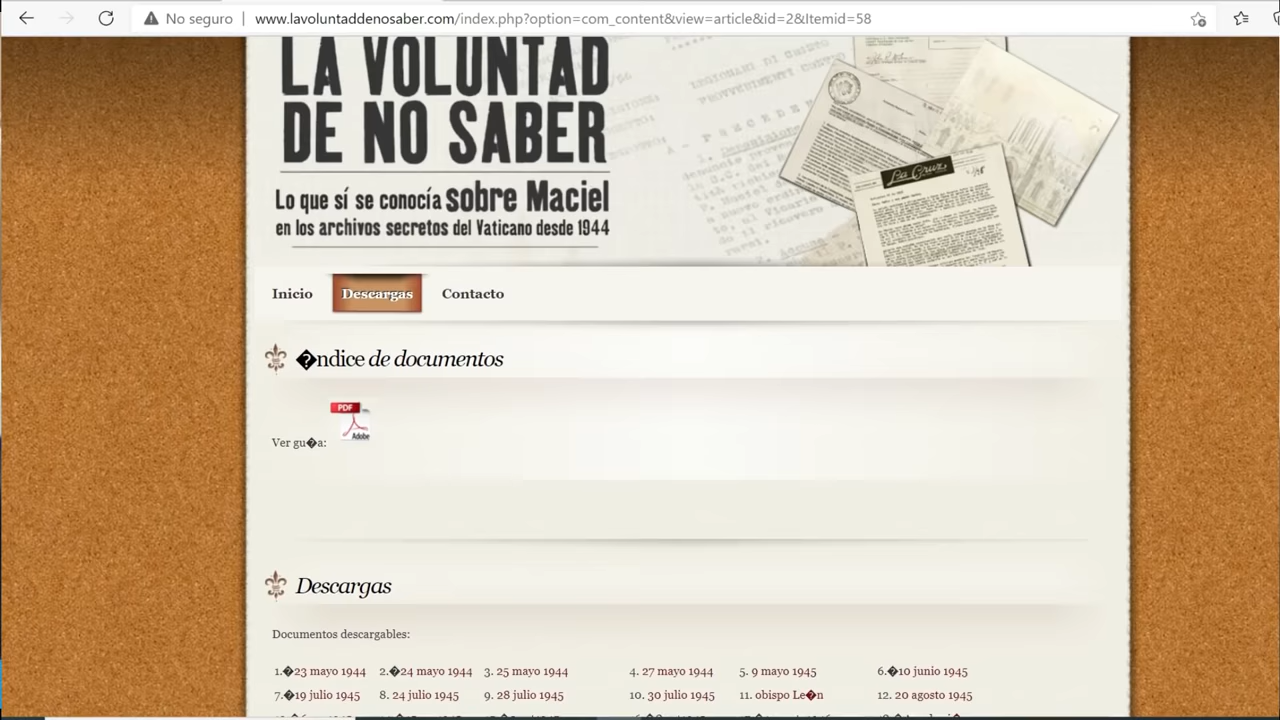 No seguro www.lavoluntaddenosaber.com/index.php?option=com_content&view=article&id=2&Itemid=58
LA VOLUNTAD
DE NO SABER
Lo que sí se conocía sobre Maciel
en los archivos secretos del Vaticano desde 1944
La Cruz
Inicio Descargas Contacto
�ndice de documentos
PDF
Adobe
Ver gu�a:
Descargas
Documentos descargables:
1.�23 mayo 1944 2.�24 mayo 1944 3. 25 mayo 1944 4. 27 mayo 1944 5. 9 mayo 1945 6.�10 junio 1945
7.�19 julio 1945 8. 24 julio 1945 9. 28 julio 1945 10. 30 julio 1945 11. obispo Le�n 12. 20 agosto 1945